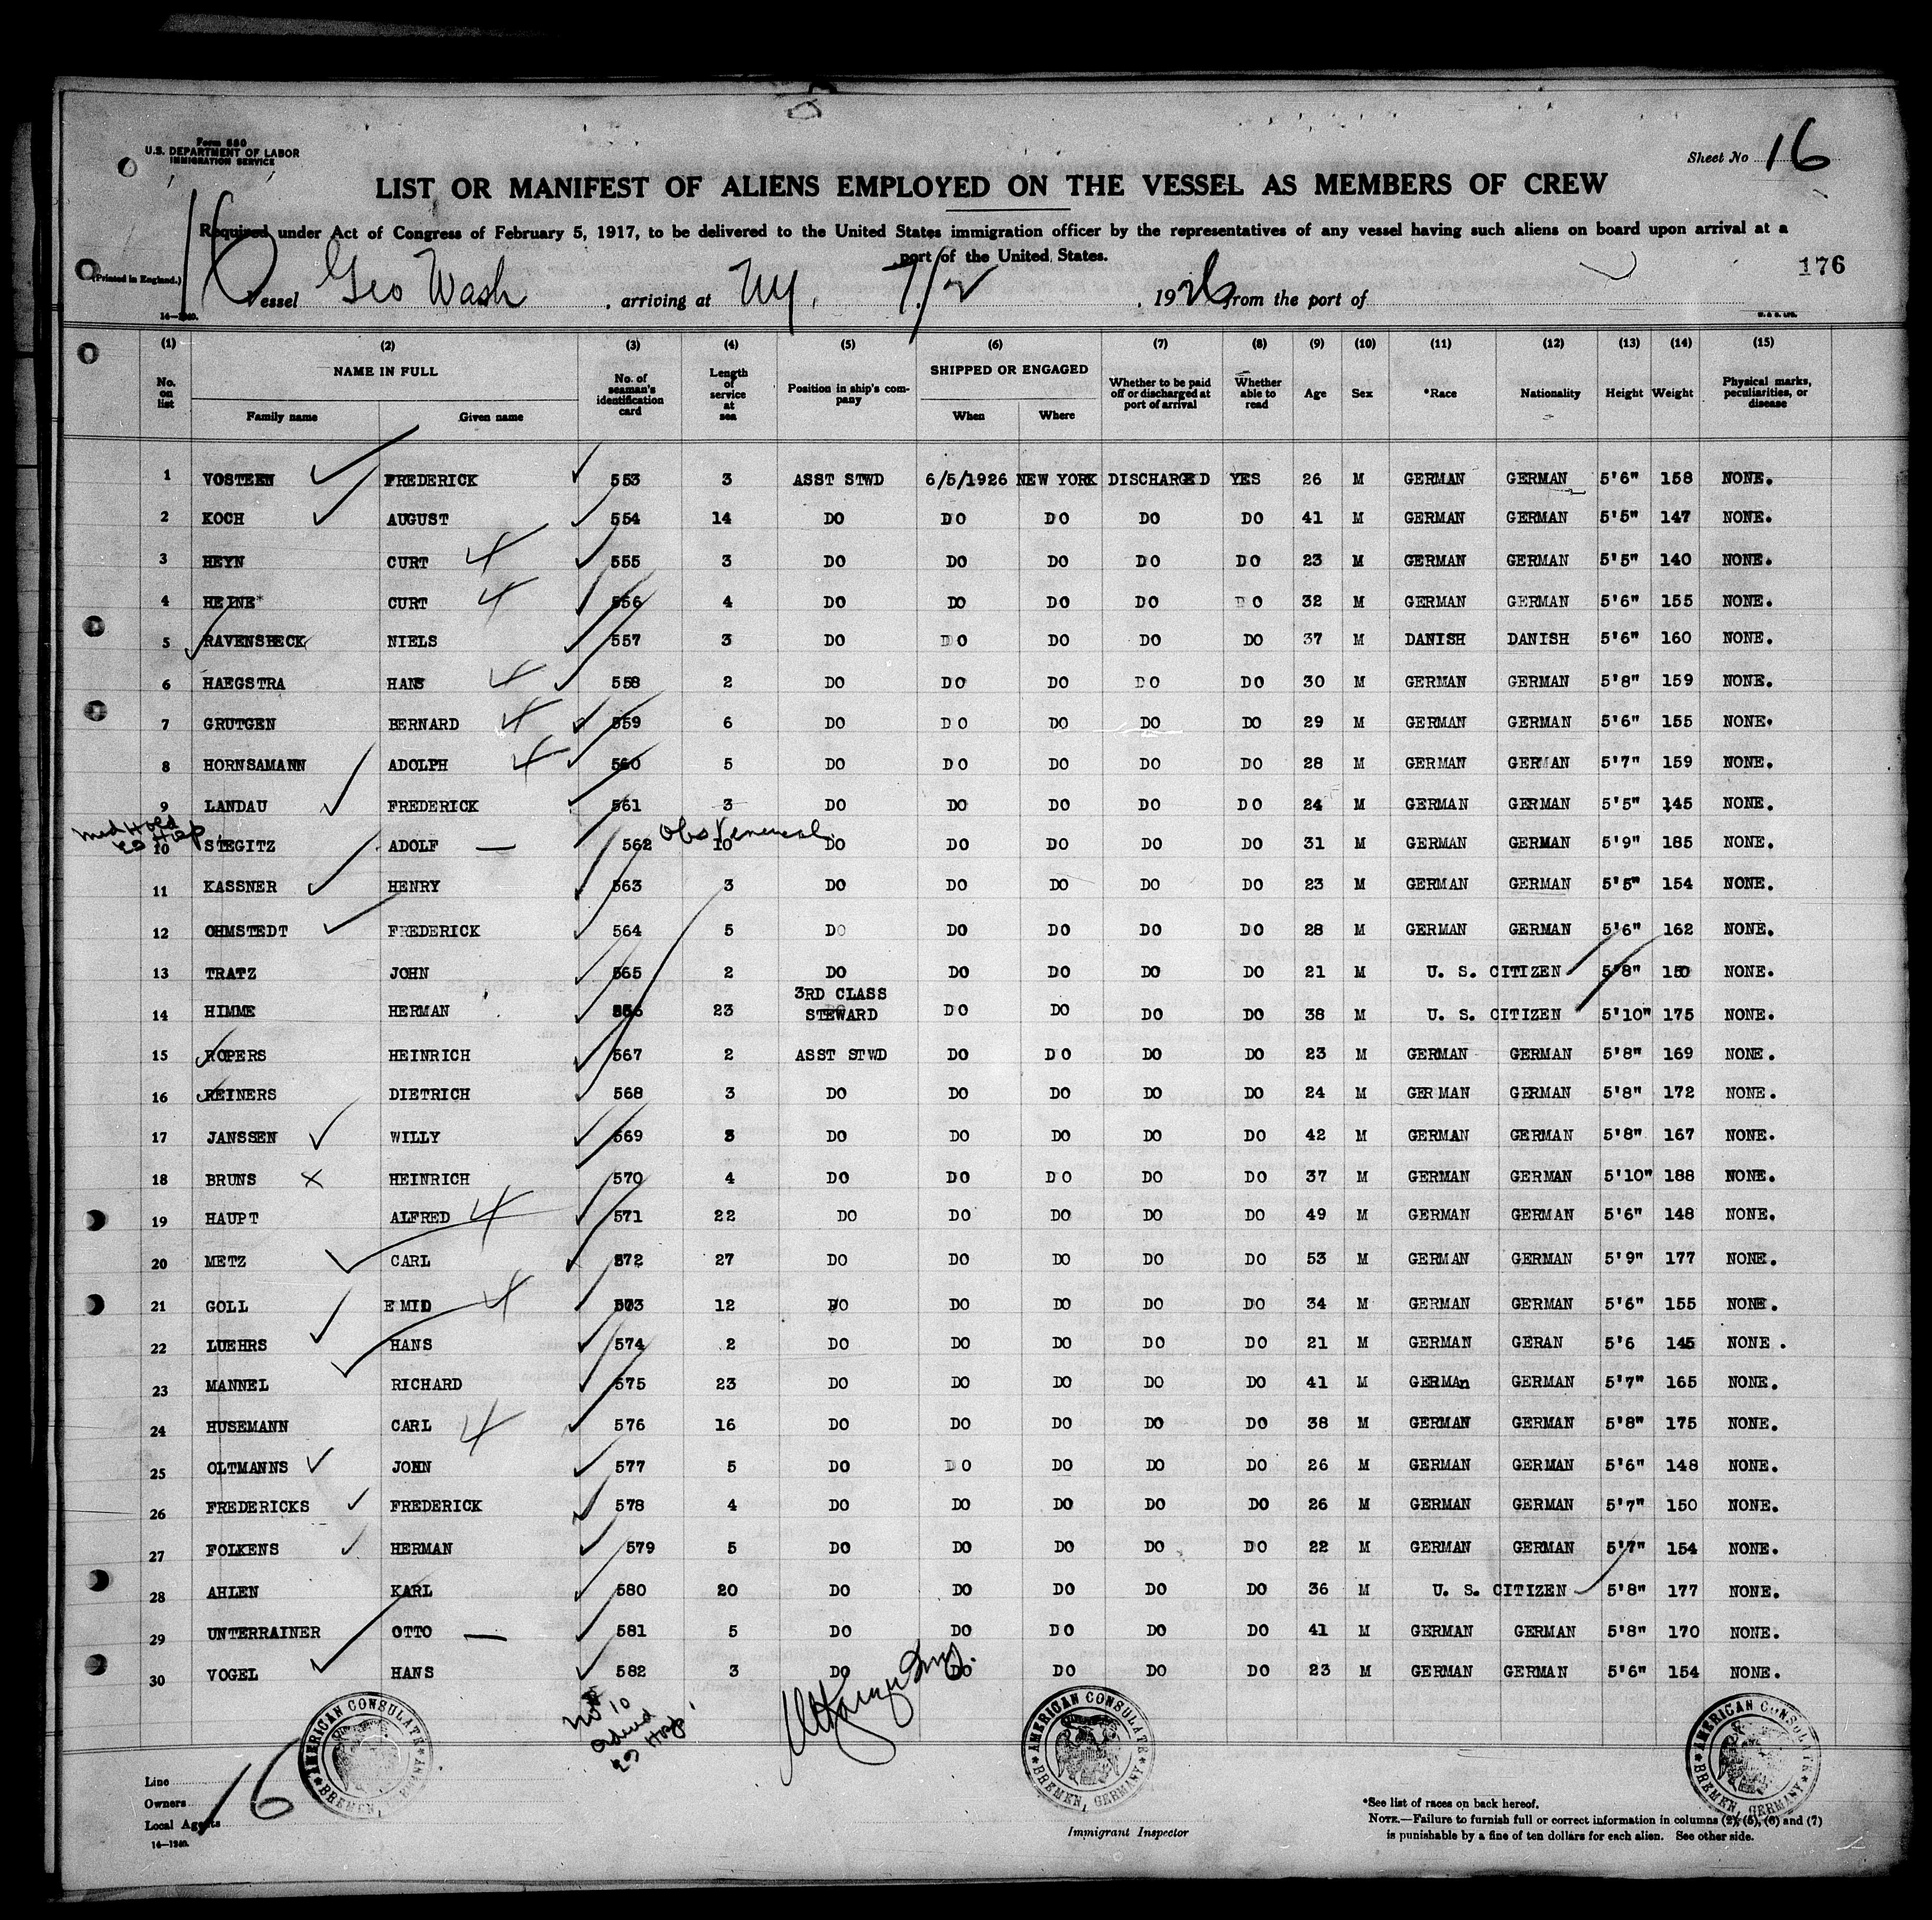 Form 680
U.S. DEPARTMENT OF LABOR
IMMIGRATION SERVICE
Sheet No 16
LIST OR MANIFEST OF ALIENS EMPLOYED ON THE VESSEL AS MEMBERS OF CREW
16
Required under Act of Congress of February 5, 1917, to be delivered to the United States immigration officer by the representatives of any vessel having such aliens on board upon arrival at a
port of the United States.
(Printed in England.)
176
Vessel Geo Wash, arriving at NY, 7/2, 1926 from the port of
14—1240.
(1) (2) (3) (4) (5) (6) (7) (8) (9) (10) (11) (12) (13) (14) (15)
No. on list NAME IN FULL Family name Given name No. of seaman's identification card Length of service at sea Position in ship's company SHIPPED OR ENGAGED When Where Whether to be paid off or discharged at port of arrival Whether able to read Age Sex *Race Nationality Height Weight Physical marks, peculiarities, or disease
1 VOSTEEN FREDERICK 553 3 ASST STWD 6/5/1926 NEW YORK DISCHARGED YES 26 M GERMAN GERMAN 5'6" 158 NONE.
2 KOCH AUGUST 554 14 DO DO DO DO DO 41 M GERMAN GERMAN 5'5" 147 NONE.
3 HEYN CURT 4 555 3 DO DO DO DO DO 23 M GERMAN GERMAN 5'5" 140 NONE.
4 HEINE* CURT 4 556 4 DO DO DO DO DO 32 M GERMAN GERMAN 5'6" 155 NONE.
5 RAVENSBECK NIELS 557 3 DO DO DO DO DO 37 M DANISH DANISH 5'6" 160 NONE.
6 HAEGSTRA HANS 4 558 2 DO DO DO DO DO 30 M GERMAN GERMAN 5'8" 159 NONE.
7 GRUTGEN BERNARD 4 559 6 DO DO DO DO DO 29 M GERMAN GERMAN 5'6" 155 NONE.
8 HORNSAMANN ADOLPH 4 560 5 DO DO DO DO DO 28 M GERMAN GERMAN 5'7" 159 NONE.
9 LANDAU FREDERICK 561 3 DO DO DO DO DO 24 M GERMAN GERMAN 5'5" 145 NONE.
Med Hold Hosp Obs Venereal
10 STEGITZ ADOLF — 562 10 DO DO DO DO DO 31 M GERMAN GERMAN 5'9" 185 NONE.
11 KASSNER HENRY 563 3 DO DO DO DO DO 23 M GERMAN GERMAN 5'5" 154 NONE.
12 OHMSTEDT FREDERICK 564 5 DO DO DO DO DO 28 M GERMAN GERMAN 5'6" 162 NONE.
13 TRATZ JOHN 565 2 DO DO DO DO DO 21 M U. S. CITIZEN 5'8" 150 NONE.
14 HIMME HERMAN 566 23 3RD CLASS STEWARD DO DO DO DO 38 M U. S. CITIZEN 5'10" 175 NONE.
15 ROPERS HEINRICH 567 2 ASST STWD DO DO DO DO 23 M GERMAN GERMAN 5'8" 169 NONE.
16 REINERS DIETRICH 568 3 DO DO DO DO DO 24 M GERMAN GERMAN 5'8" 172 NONE.
17 JANSSEN WILLY 569 3 DO DO DO DO DO 42 M GERMAN GERMAN 5'8" 167 NONE.
18 BRUNS X HEINRICH 570 4 DO DO DO DO DO 37 M GERMAN GERMAN 5'10" 188 NONE.
19 HAUPT ALFRED 4 571 22 DO DO DO DO DO 49 M GERMAN GERMAN 5'6" 148 NONE.
20 METZ CARL 572 27 DO DO DO DO DO 53 M GERMAN GERMAN 5'9" 177 NONE.
21 GOLL EMID 4 573 12 DO DO DO DO DO 34 M GERMAN GERMAN 5'6" 155 NONE.
22 LUEHRS HANS 574 2 DO DO DO DO DO 21 M GERMAN GERAN 5'6 145 NONE .
23 MANNEL RICHARD 575 23 DO DO DO DO DO 41 M GERMAn GERMAN 5'7" 165 NONE.
24 HUSEMANN CARL 4 576 16 DO DO DO DO DO 38 M GERMAN GERMAN 5'8" 175 NONE.
25 OLTMANNS JOHN 577 5 DO DO DO DO DO 26 M GERMAN GERMAN 5'6" 148 NONE.
26 FREDERICKS FREDERICK 578 4 DO DO DO DO DO 26 M GERMAN GERMAN 5'7" 150 NONE.
27 FOLKENS HERMAN 579 5 DO DO DO DO DO 22 M GERMAN GERMAN 5'7" 154 NONE.
28 AHLEN KARL 580 20 DO DO DO DO DO 36 M U. S. CITIZEN 5'8" 177 NONE.
29 UNTERRAINER OTTO — 581 5 DO DO DO DO DO 41 M GERMAN GERMAN 5'8" 170 NONE.
30 VOGEL HANS 582 3 DO DO DO DO DO 23 M GERMAN GERMAN 5'6" 154 NONE.
No 10
Hosp
AMERICAN CONSULATE BREMEN,
AMERICAN CONSULATE BREMEN, GERMANY
AMERICAN CONSULATE BREMEN, GERMANY
Line
Owners
Local Agents
16
14—1240.
Immigrant Inspector
*See list of races on back hereof.
NOTE.—Failure to furnish full or correct information in columns (2), (5), (6) and (7)
is punishable by a fine of ten dollars for each alien. See other side.